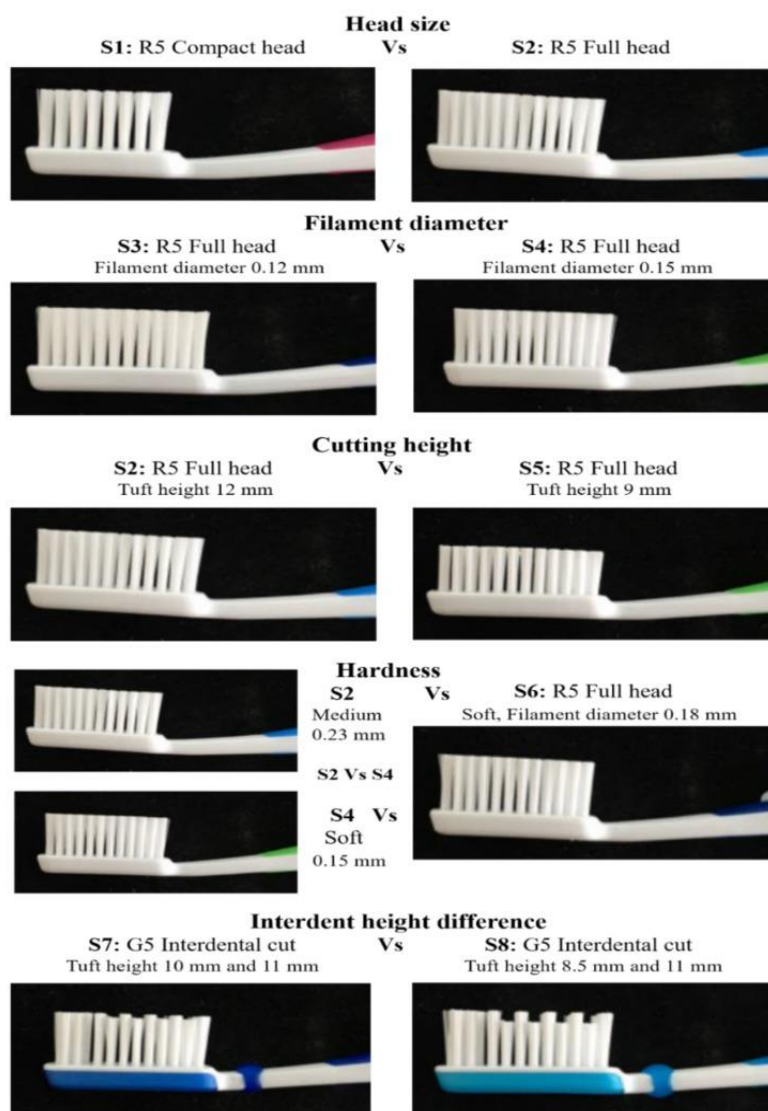 Head size
S1: R5 Compact head Vs S2: R5 Full head
Filament diameter
S3: R5 Full head Vs S4: R5 Full head
Filament diameter 0.12 mm Filament diameter 0.15 mm
Cutting height
S2: R5 Full head Vs S5: R5 Full head
Tuft height 12 mm Tuft height 9 mm
Hardness
S2 Vs S6: R5 Full head
Medium Soft, Filament diameter 0.18 mm
0.23 mm
S2 Vs S4
S4 Vs
Soft
0.15 mm
Interdent height difference
S7: G5 Interdental cut Vs S8: G5 Interdental cut
Tuft height 10 mm and 11 mm Tuft height 8.5 mm and 11 mm